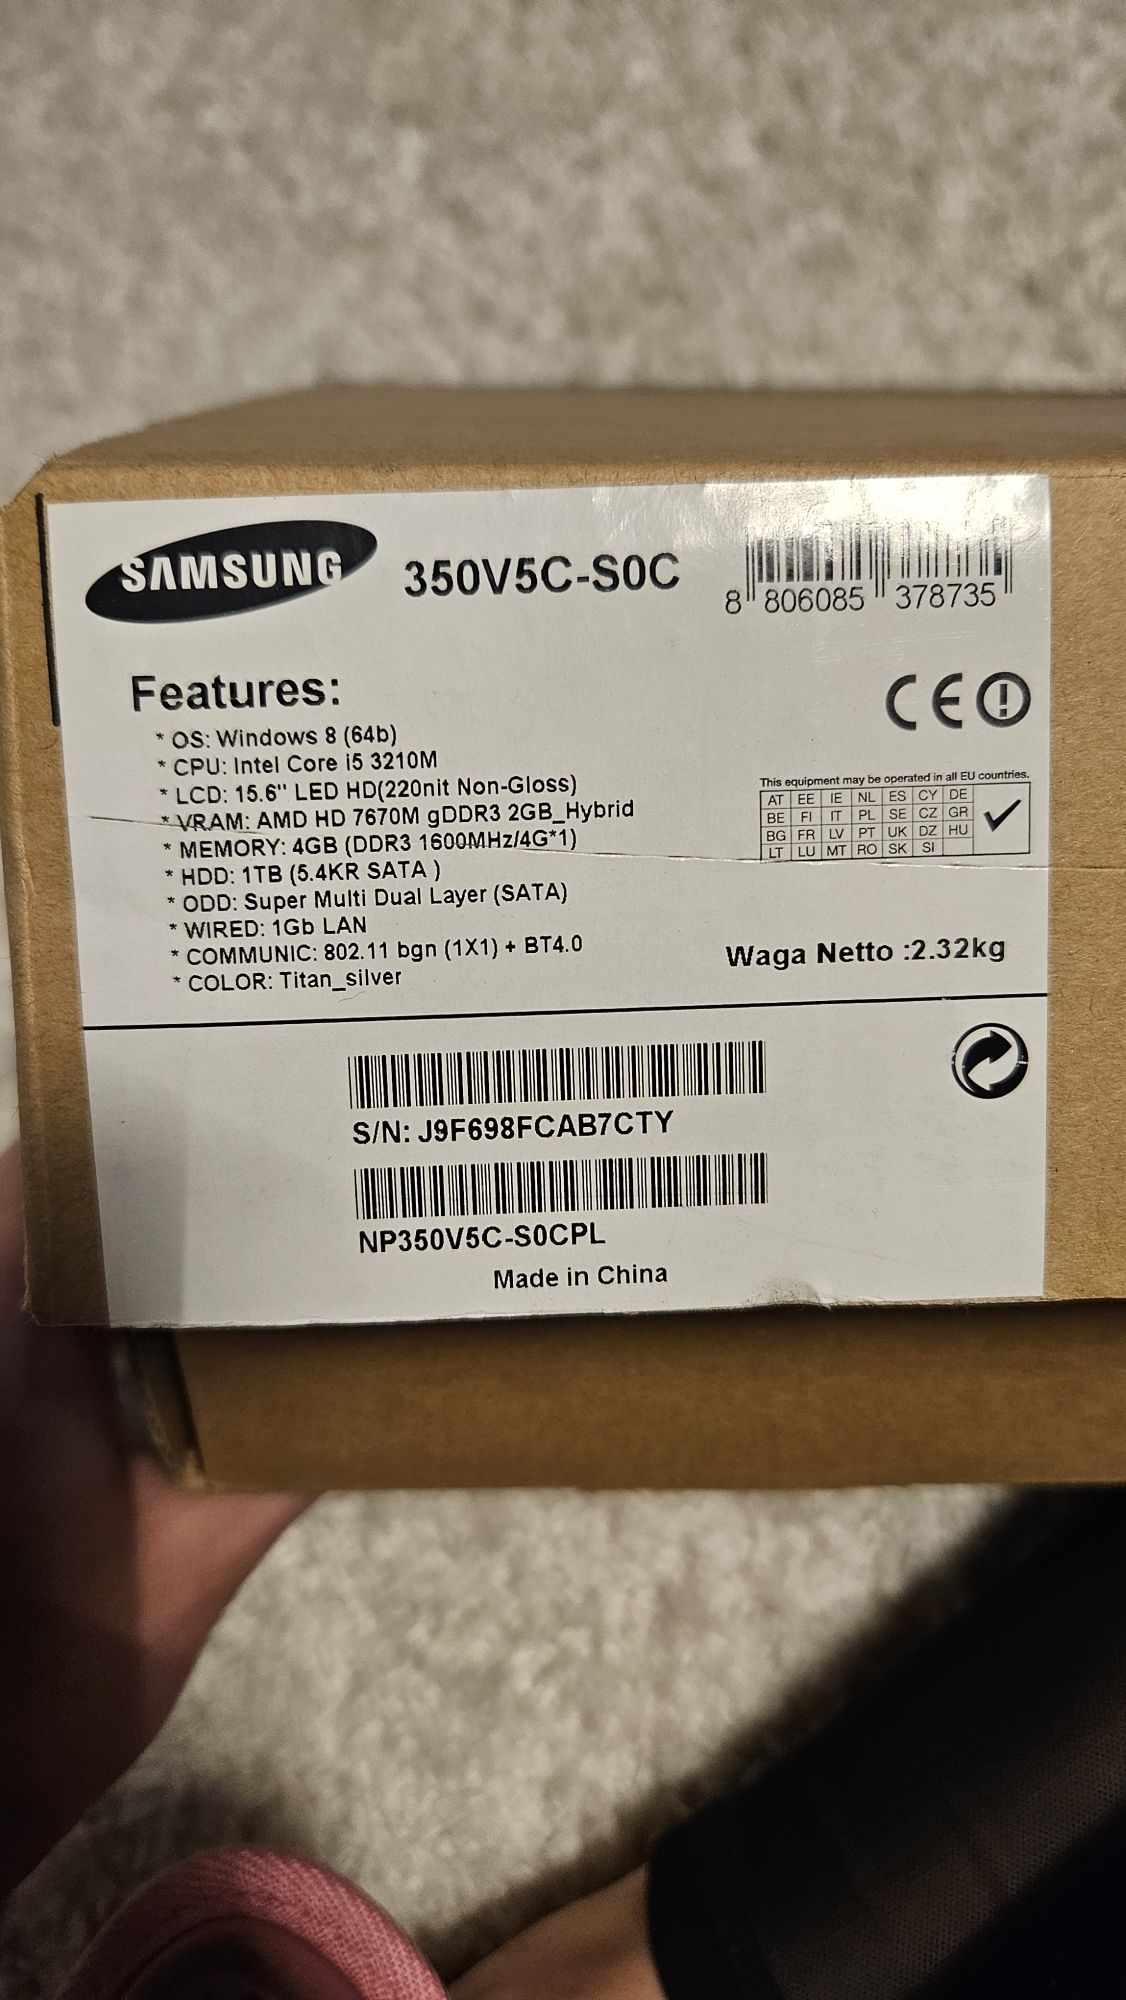 SAMSUNG
350V5C-S0C
8 806085 378735
Features:
* OS: Windows 8 (64b)
* CPU: Intel Core i5 3210M
* LCD: 15.6" LED HD(220nit Non-Gloss)
* VRAM: AMD HD 7670M gDDR3 2GB_Hybrid
* MEMORY: 4GB (DDR3 1600MHz/4G*1)
* HDD: 1TB (5.4KR SATA )
* ODD: Super Multi Dual Layer (SATA)
* WIRED: 1Gb LAN
* COMMUNIC: 802.11 bgn (1X1) + BT4.0
* COLOR: Titan_silver
CE
This equipment may be operated in all EU countries.
AT EE IE NL ES CY DE
BE FI IT PL SE CZ GR
BG FR LV PT UK DZ HU
LT LU MT RO SK SI
Waga Netto :2.32kg
S/N: J9F698FCAB7CTY
NP350V5C-S0CPL
Made in China